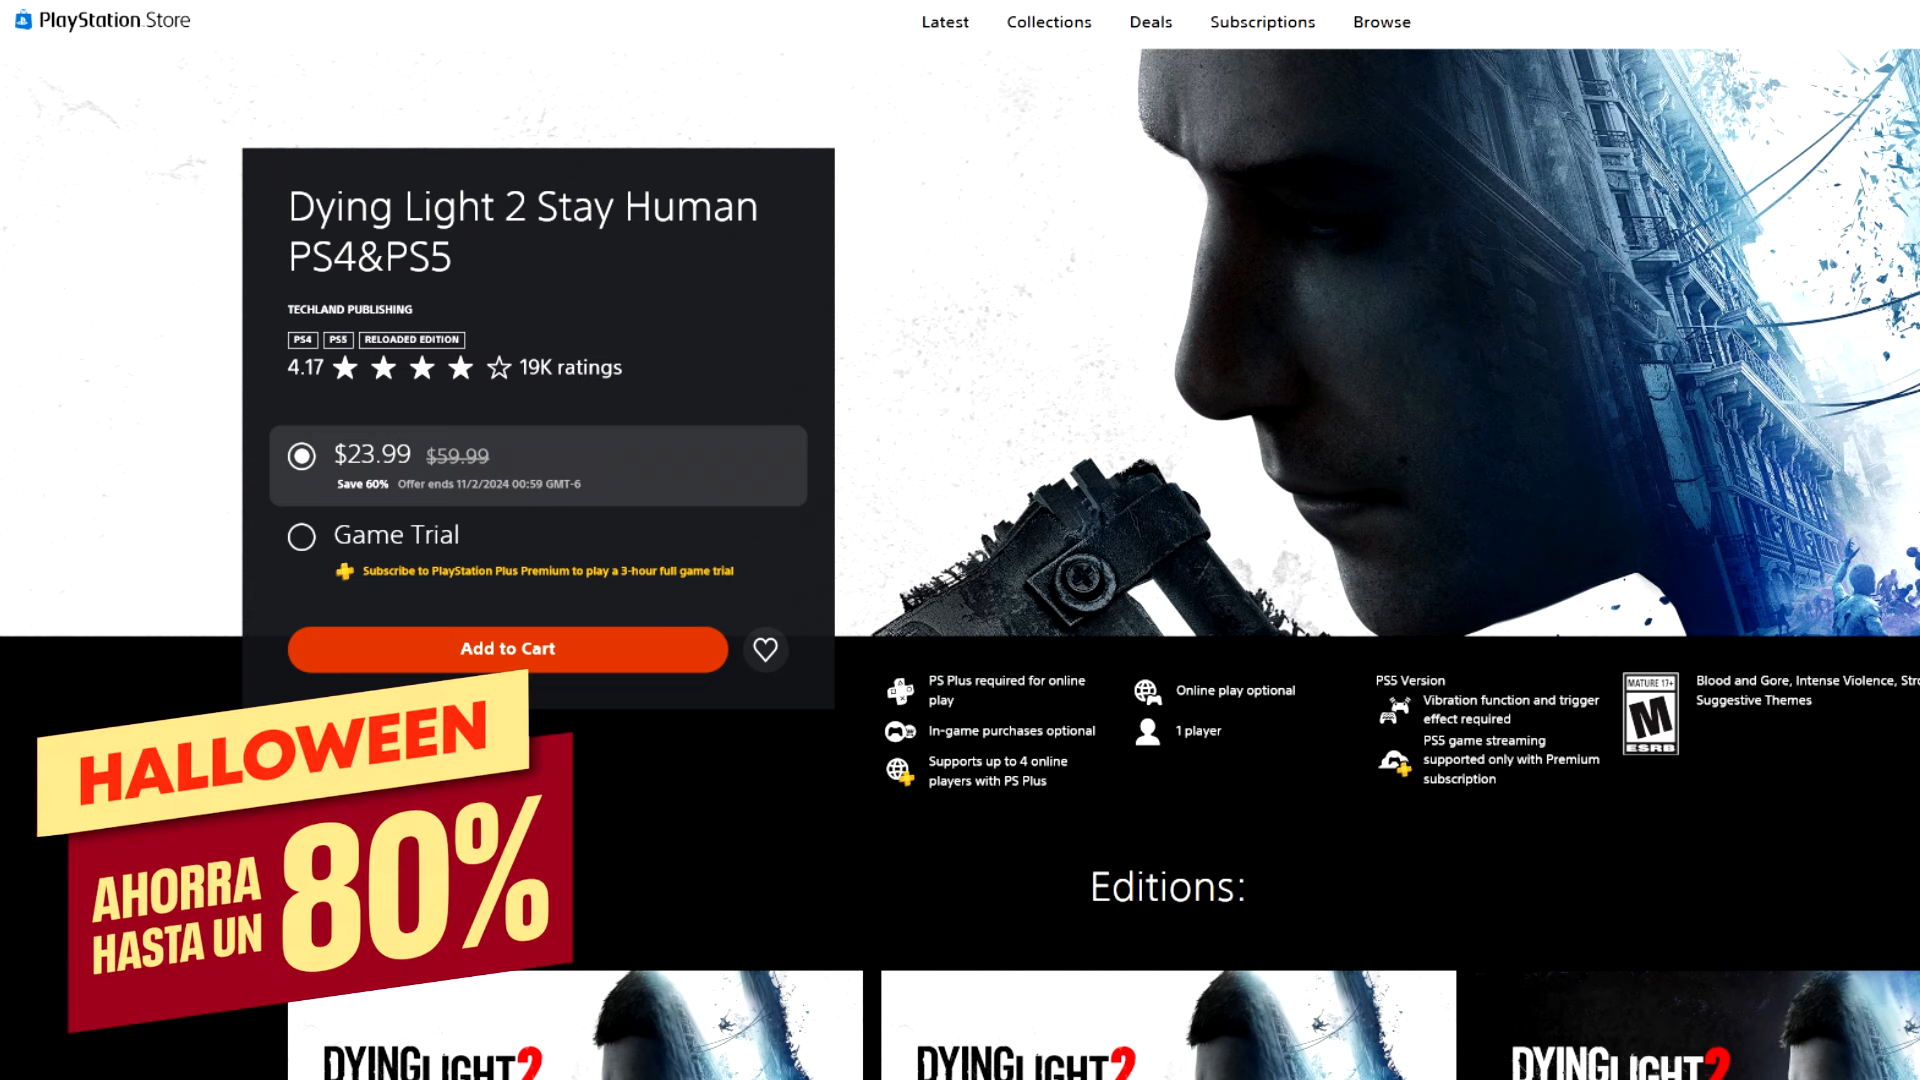 PlayStation Store
Latest
Collections
Deals
Subscriptions
Browse
Dying Light 2 Stay Human
PS4&PS5
TECHLAND PUBLISHING
PS4
PS5
RELOADED EDITION
4.17
19K ratings
$23.99 $59.99
Save 60% Offer ends 11/2/2024 00:59 GMT-6
Game Trial
Subscribe to PlayStation Plus Premium to play a 3-hour full game trial
Add to Cart
HALLOWEEN
AHORRA
HASTA UN
80%
PS Plus required for online
play
In-game purchases optional
Supports up to 4 online
players with PS Plus
Online play optional
1 player
PS5 Version
Vibration function and trigger
effect required
PS5 game streaming
supported only with Premium
subscription
MATURE 17+
M
ESRB
Blood and Gore, Intense Violence,
Suggestive Themes
Editions:
DYING LIGHT 2
DYING LIGHT 2
DYING LIGHT 2